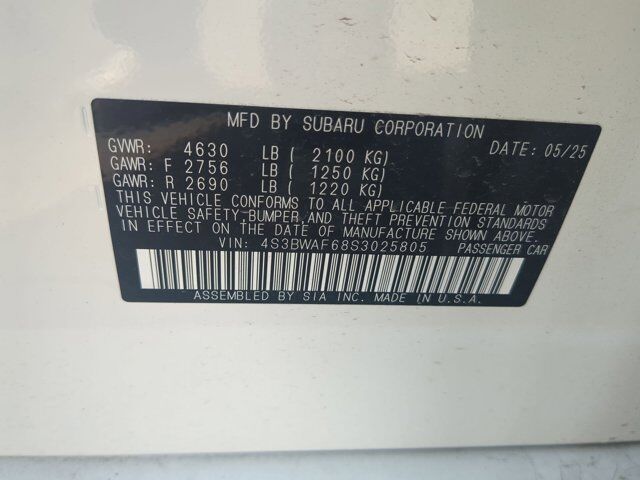 MFD BY SUBARU CORPORATION DATE: 05/25
GVWR: 4630 LB ( 2100 KG)
GAWR: F 2756 LB ( 1250 KG)
GAWR: R 2690 LB ( 1220 KG)
THIS VEHICLE CONFORMS TO ALL APPLICABLE FEDERAL MOTOR
VEHICLE SAFETY,BUMPER,AND THEFT PREVENTION STANDARDS
IN EFFECT ON THE DATE OF MANUFACTURE SHOWN ABOVE.
VIN: 4S3BWAF68S3025805 PASSENGER CAR
ASSEMBLED BY SIA INC. MADE IN U.S.A.